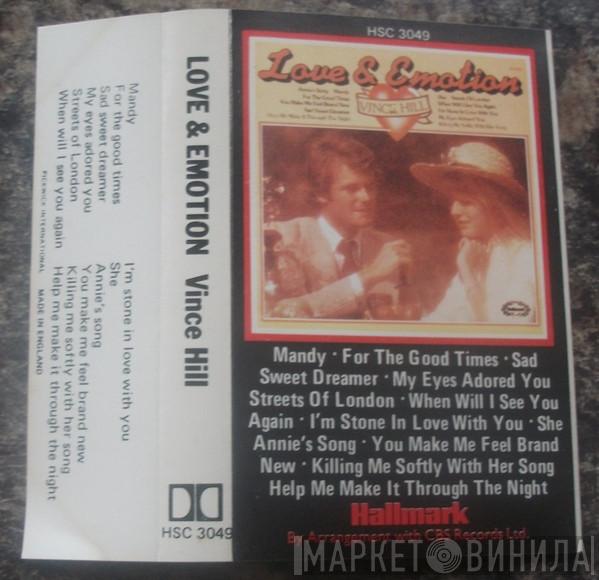 Mandy
For the good times
Sad sweet dreamer
My eyes adored you
Streets of London
When will I see you again
PICKWICK INTERNATIONAL MADE IN ENGLAND
I'm stone in love with you
She
Annie's song
You make me feel brand new
Killing me softly with her song
Help me make it through the night
LOVE & EMOTION Vince Hill
HSC 3049
HSC 3049
Love & Emotion
VINCE HILL
Mandy · For The Good Times · Sad
Sweet Dreamer · My Eyes Adored You
Streets Of London · When Will I See You
Again · I'm Stone In Love With You · She
Annie's Song · You Make Me Feel Brand
New · Killing Me Softly With Her Song
Help Me Make It Through The Night
Hallmark
By Arrangement with CBS Records Ltd.
МАРКЕТ ВИНИЛА